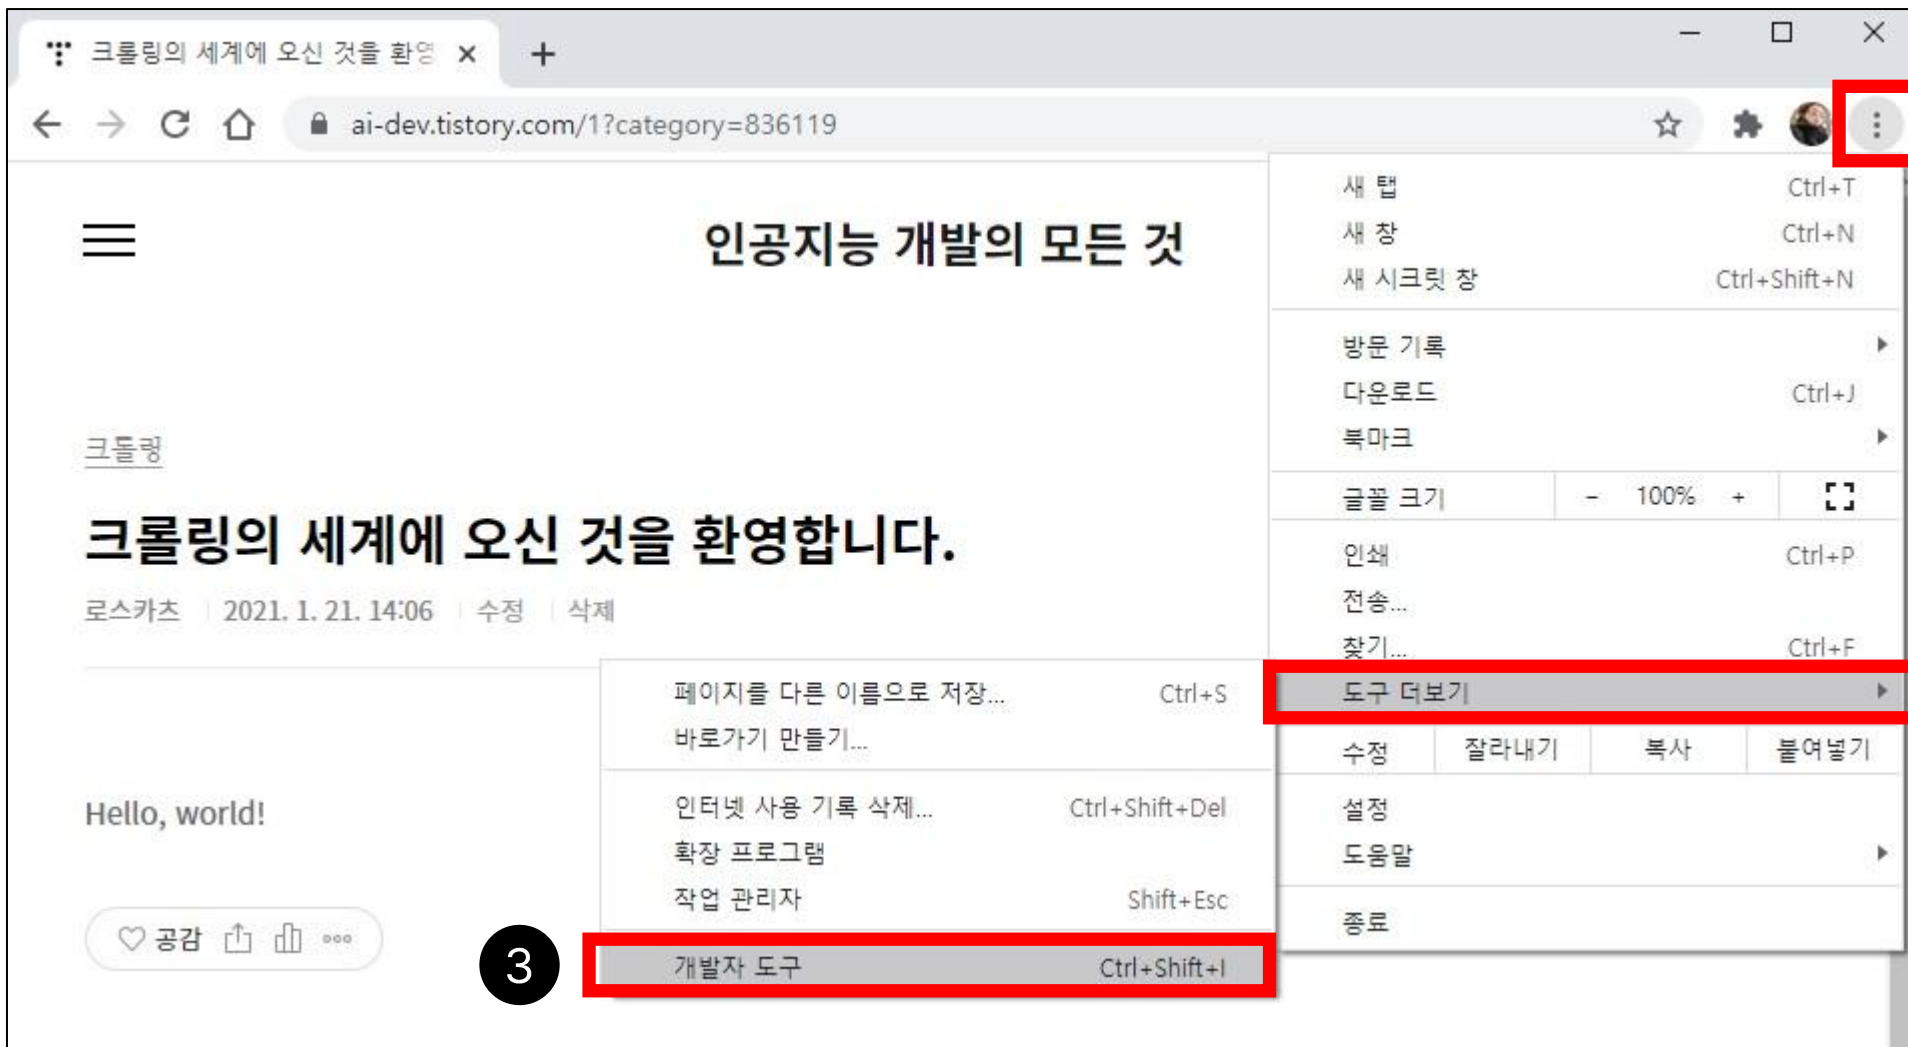 크롤링의 세계에 오신 것을 환영
ai-dev.tistory.com/1?category=836119
인공지능 개발의 모든 것
크롤링
크롤링의 세계에 오신 것을 환영합니다.
로스카츠 2021. 1. 21. 14:06 수정 삭제
Hello, world!
공감
새 탭 Ctrl+T
새 창 Ctrl+N
새 시크릿 창 Ctrl+Shift+N
방문 기록
다운로드 Ctrl+J
북마크
글꼴 크기 - 100% +
인쇄 Ctrl+P
전송...
찾기... Ctrl+F
도구 더보기
수정 잘라내기 복사 붙여넣기
설정
도움말
종료
페이지를 다른 이름으로 저장... Ctrl+S
바로가기 만들기...
인터넷 사용 기록 삭제... Ctrl+Shift+Del
확장 프로그램
작업 관리자 Shift+Esc
3 개발자 도구 Ctrl+Shift+I